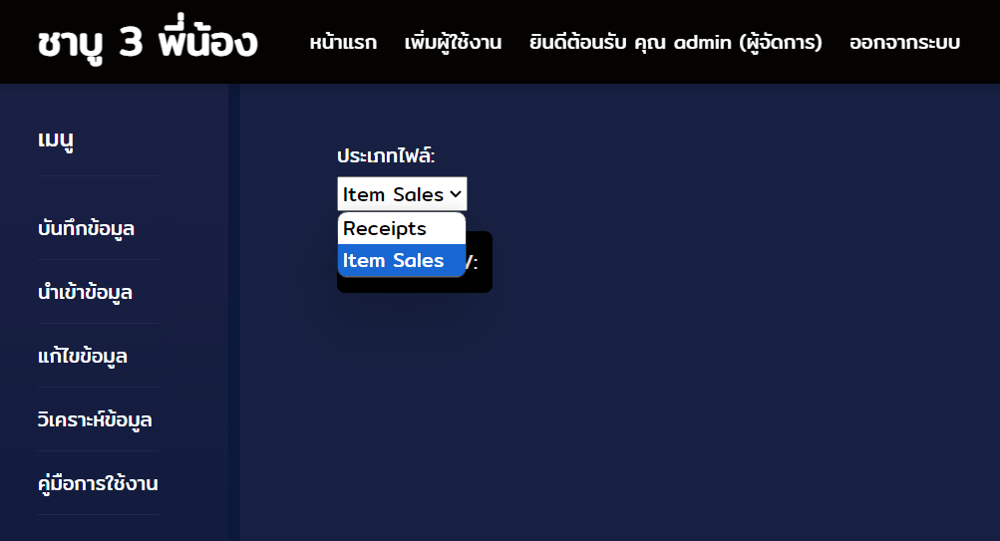 ชาบู 3 พี่น้อง
หน้าแรก เพิ่มผู้ใช้งาน ยินดีต้อนรับ คุณ admin (ผู้จัดการ) ออกจากระบบ
เมนู
บันทึกข้อมูล
นำเข้าข้อมูล
แก้ไขข้อมูล
วิเคราะห์ข้อมูล
คู่มือการใช้งาน
ประเภทไฟล์:
Item Sales
Receipts
Item Sales